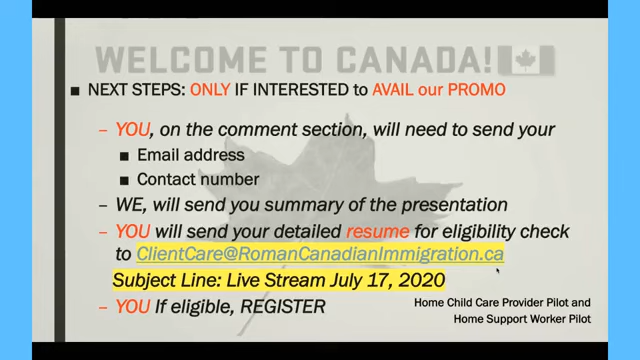 WELCOME TO CANADA!
■ NEXT STEPS: ONLY IF INTERESTED to AVAIL our PROMO
– YOU, on the comment section, will need to send your
■ Email address
■ Contact number
– WE, will send you summary of the presentation
– YOU will send your detailed resume for eligibility check
to ClientCare@RomanCanadianImmigration.ca
Subject Line: Live Stream July 17, 2020
– YOU If eligible, REGISTER
Home Child Care Provider Pilot and
Home Support Worker Pilot